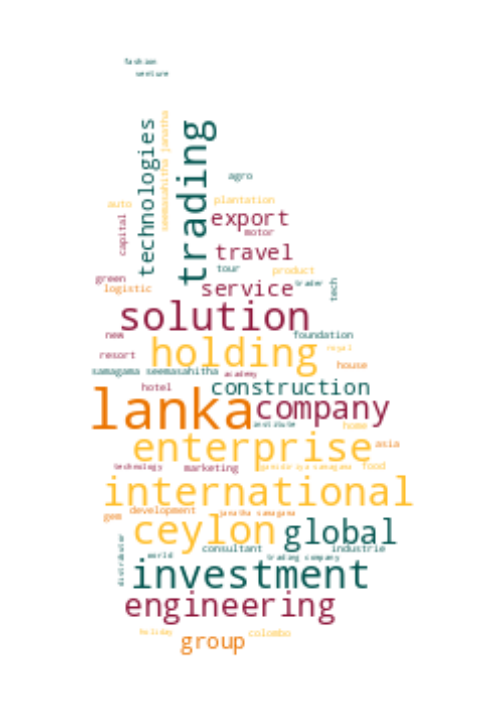 fashion
venture
technologies
seemasahitha janatha
trading
agro
auto
plantation
capital
export
motor
travel
tour
product
green
logistic
service
trader
tech
solution
new
foundation
holding
royal
resort
house
samagama seemasahitha
academy
hotel
construction
lanka
company
institute
home
enterprise
asia
technology
marketing
food
international
gem
development
janatha samagama
ceylon
global
distributor
consultant
industrie
world
trading company
investment
engineering
holiday
colombo
group